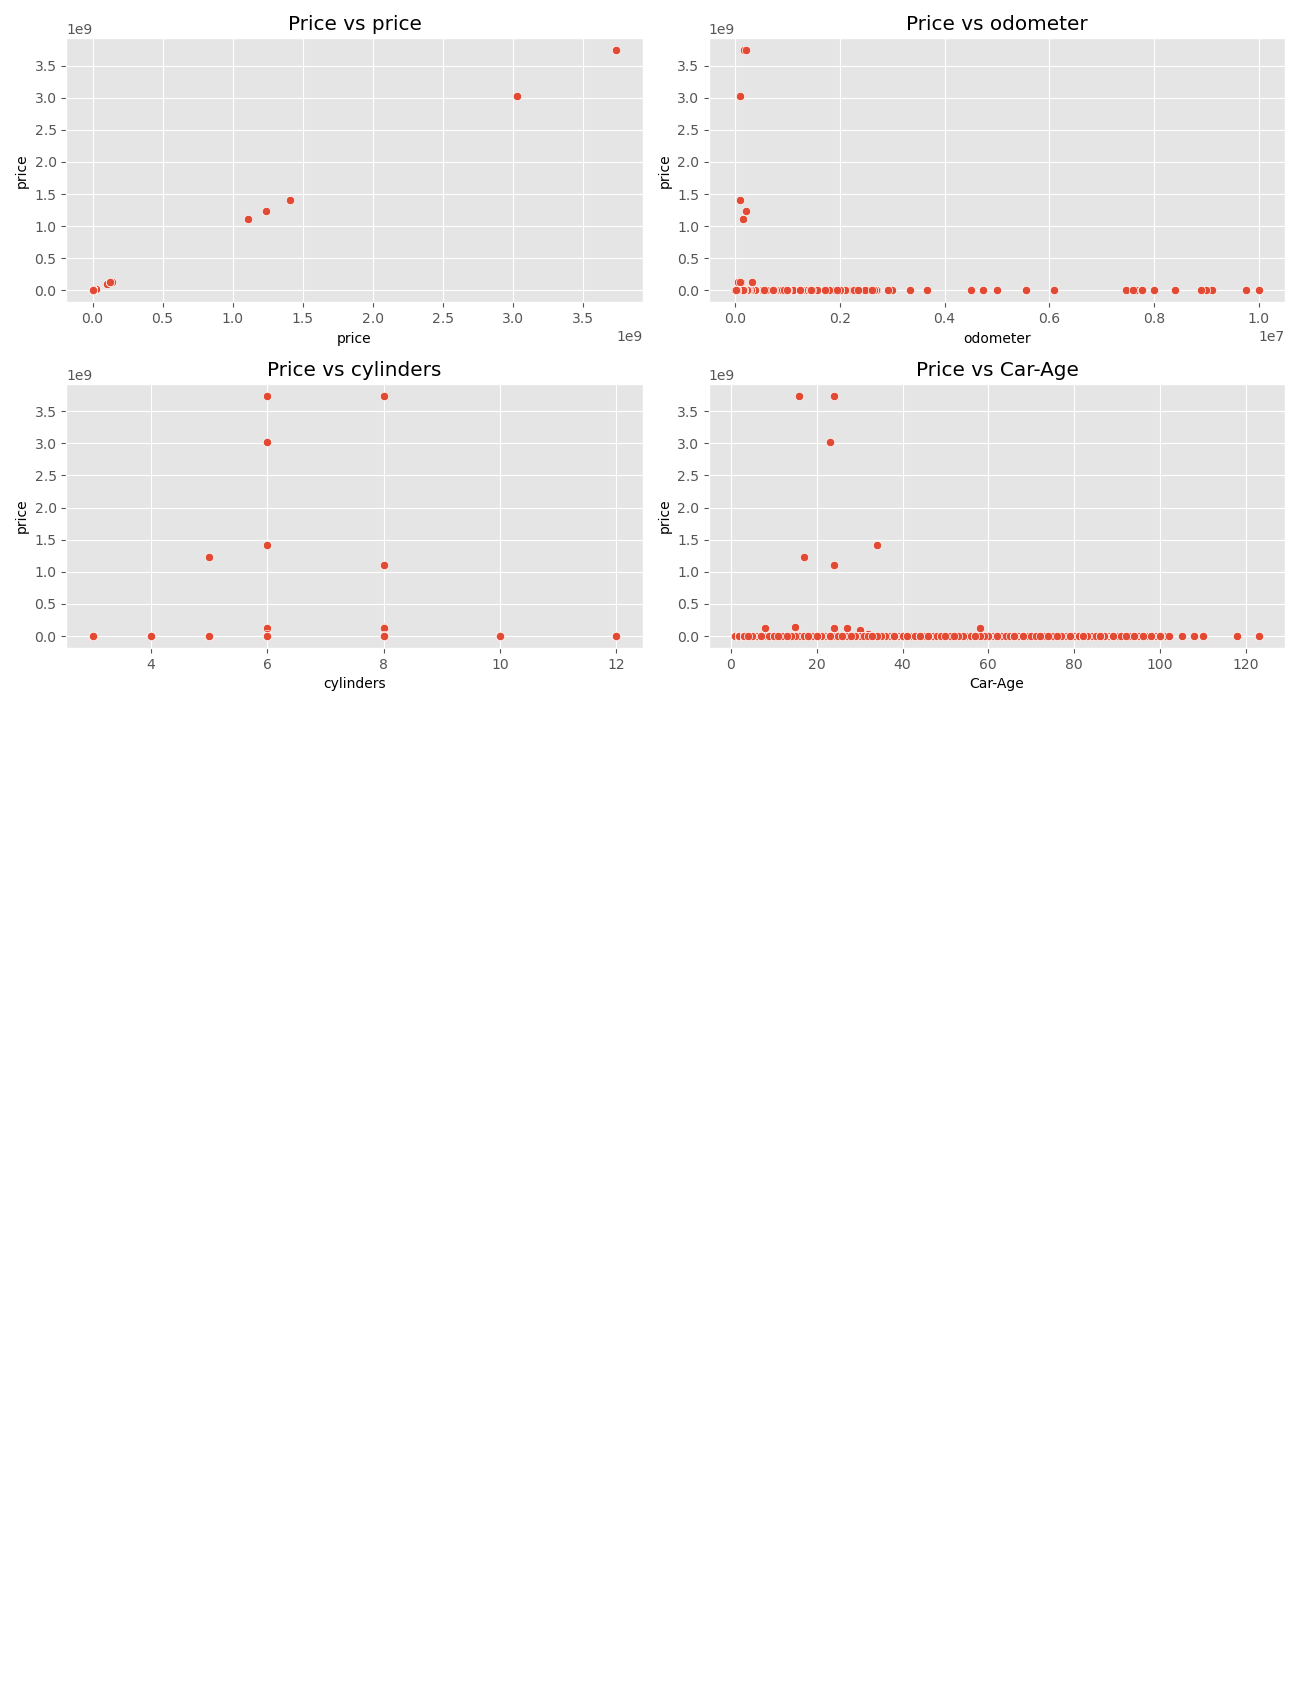 Price vs price
1e9
3.5
3.0
2.5
2.0
1.5
1.0
0.5
0.0
price
0.0 0.5 1.0 1.5 2.0 2.5 3.0 3.5
1e9
price
Price vs odometer
1e9
3.5
3.0
2.5
2.0
1.5
1.0
0.5
0.0
price
0.0 0.2 0.4 0.6 0.8 1.0
1e7
odometer
Price vs cylinders
1e9
3.5
3.0
2.5
2.0
1.5
1.0
0.5
0.0
price
4 6 8 10 12
cylinders
Price vs Car-Age
1e9
3.5
3.0
2.5
2.0
1.5
1.0
0.5
0.0
price
0 20 40 60 80 100 120
Car-Age